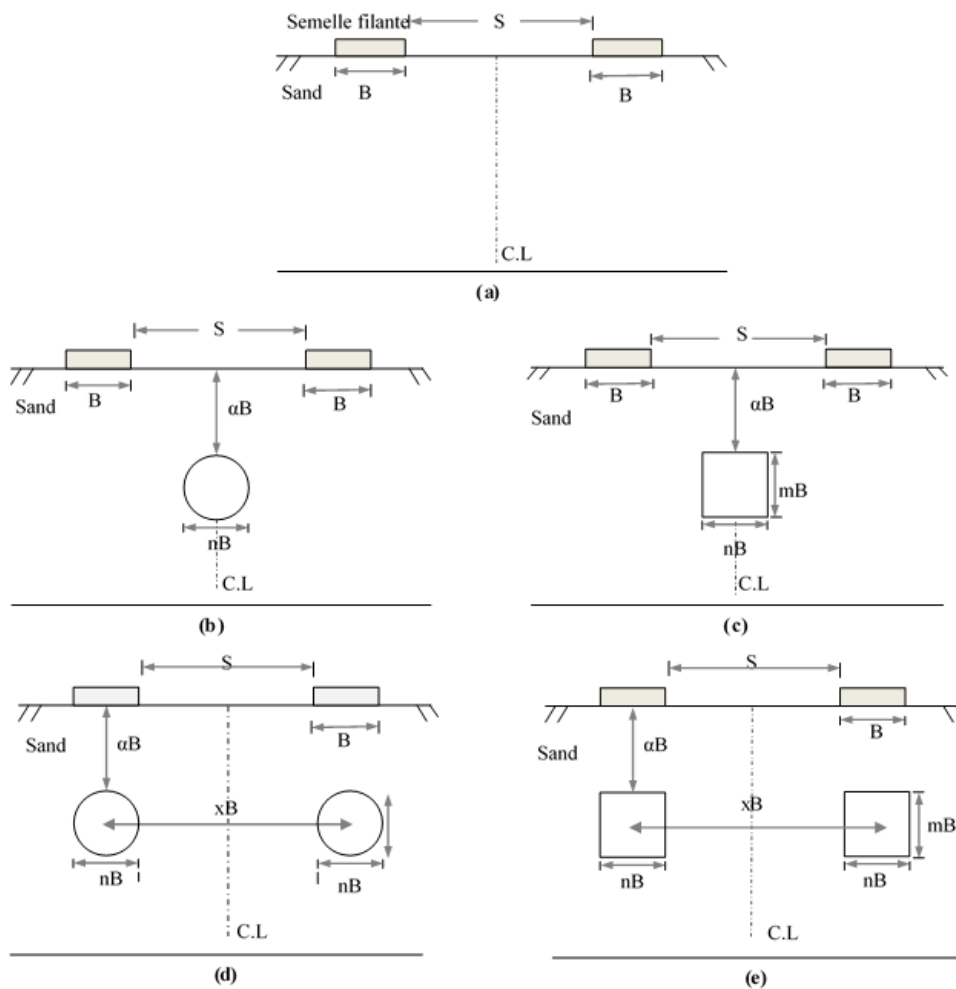 Semelle filante S
Sand B B
C.L
(a)
S
B B
Sand αB
nB
C.L
(b)
S
B B
Sand αB
mB
nB
C.L
(c)
S
B
Sand αB
xB
nB nB
C.L
(d)
S
B
Sand αB
xB
mB
nB nB
C.L
(e)